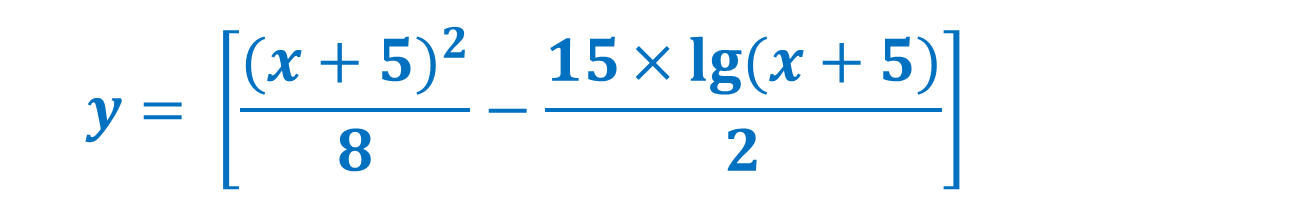 y = [(x + 5)² / 8 − 15 × lg(x + 5) / 2]